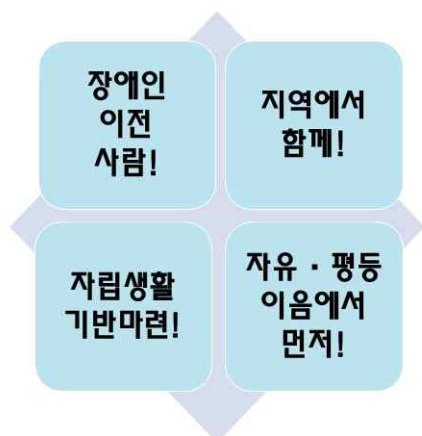 장애인
이전
사람!
지역에서
함께!
자립생활
기반마련!
자유 · 평등
이음에서
먼저!